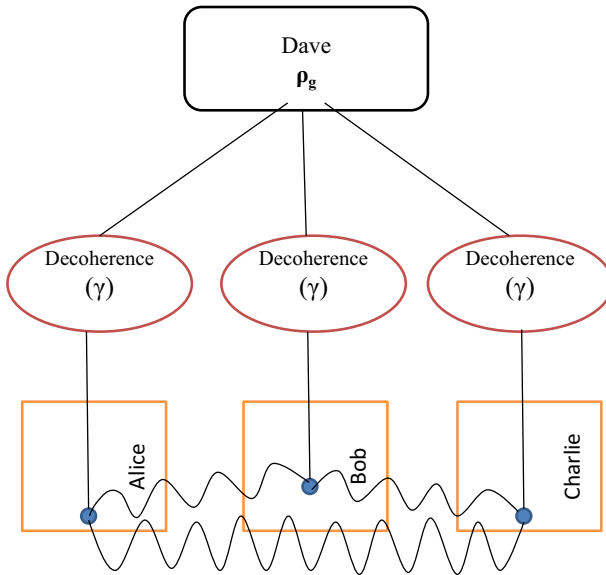 Dave
ρg
Decoherence
(γ)
Decoherence
(γ)
Decoherence
(γ)
Alice
Bob
Charlie